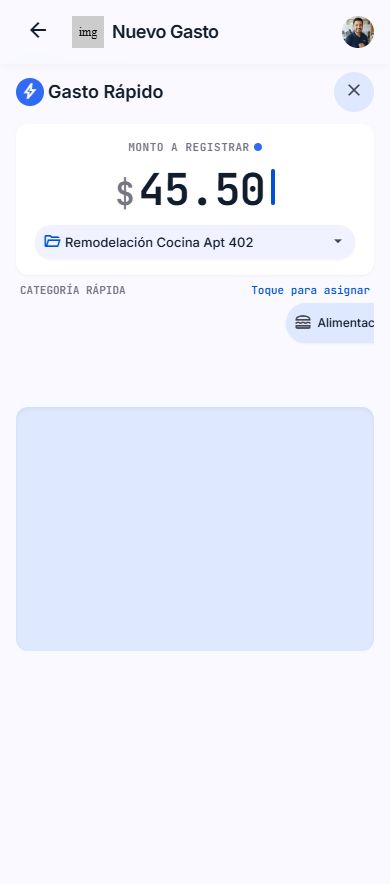 img Nuevo Gasto
Gasto Rápido
MONTO A REGISTRAR
$45.50
Remodelación Cocina Apt 402
CATEGORÍA RÁPIDA Toque para asignar
Alimentac